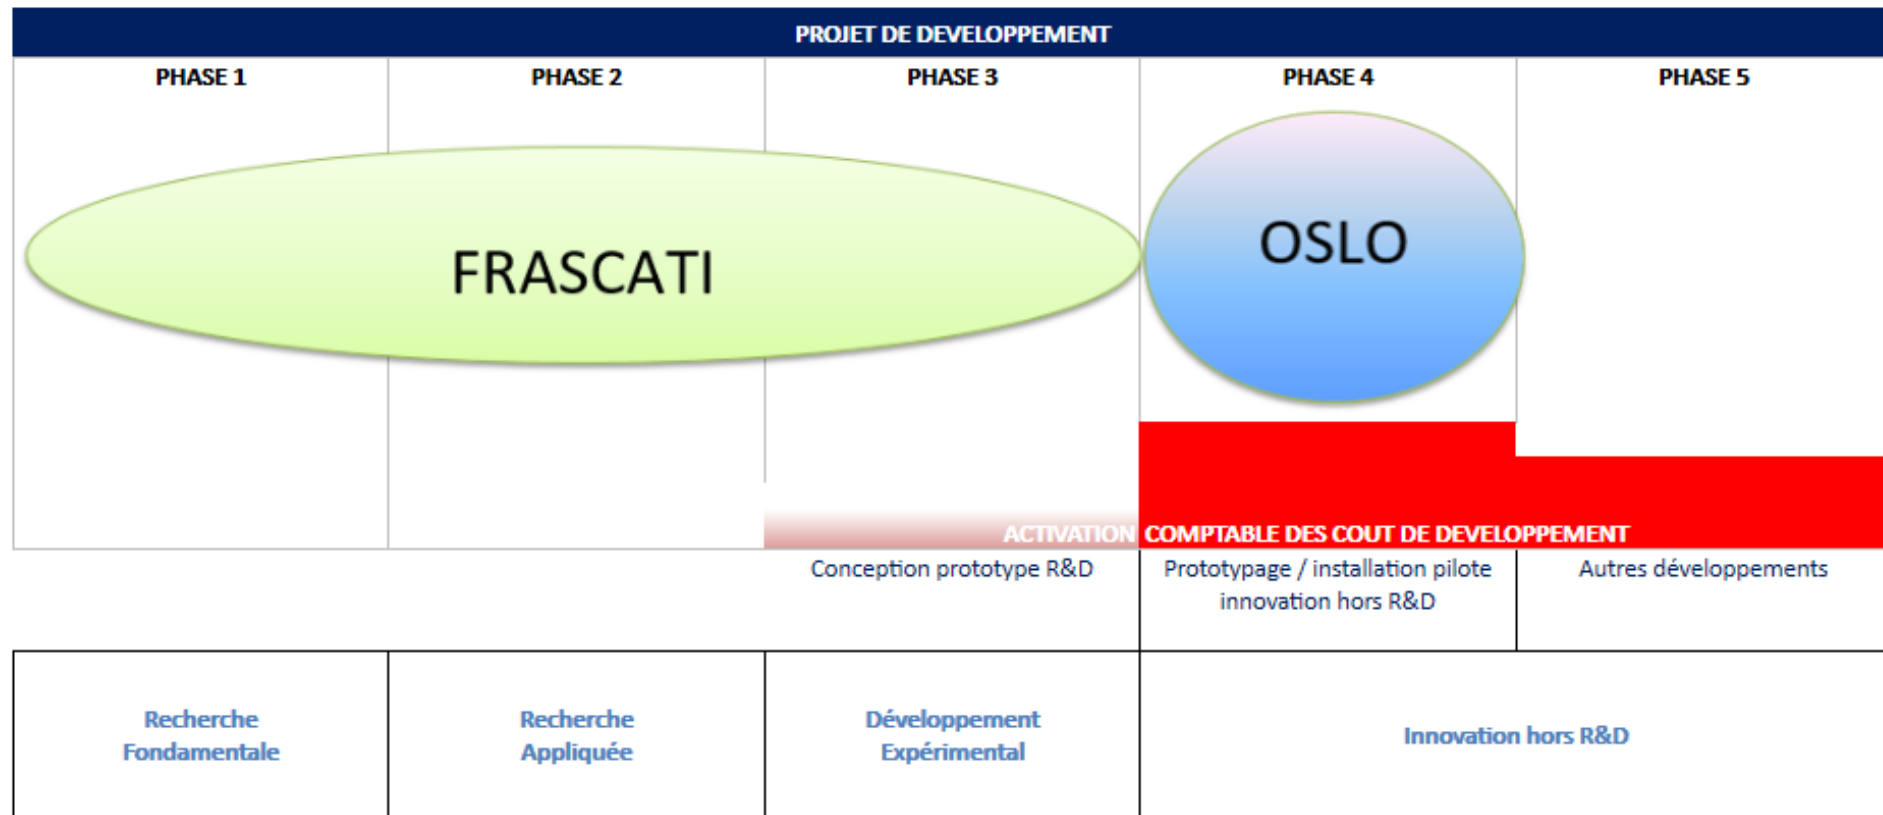 PROJET DE DEVELOPPEMENT
PHASE 1
PHASE 2
PHASE 3
PHASE 4
PHASE 5
FRASCATI
OSLO
ACTIVATION COMPTABLE DES COUT DE DEVELOPPEMENT
Conception prototype R&D
Prototypage / installation pilote
innovation hors R&D
Autres développements
Recherche
Fondamentale
Recherche
Appliquée
Développement
Expérimental
Innovation hors R&D